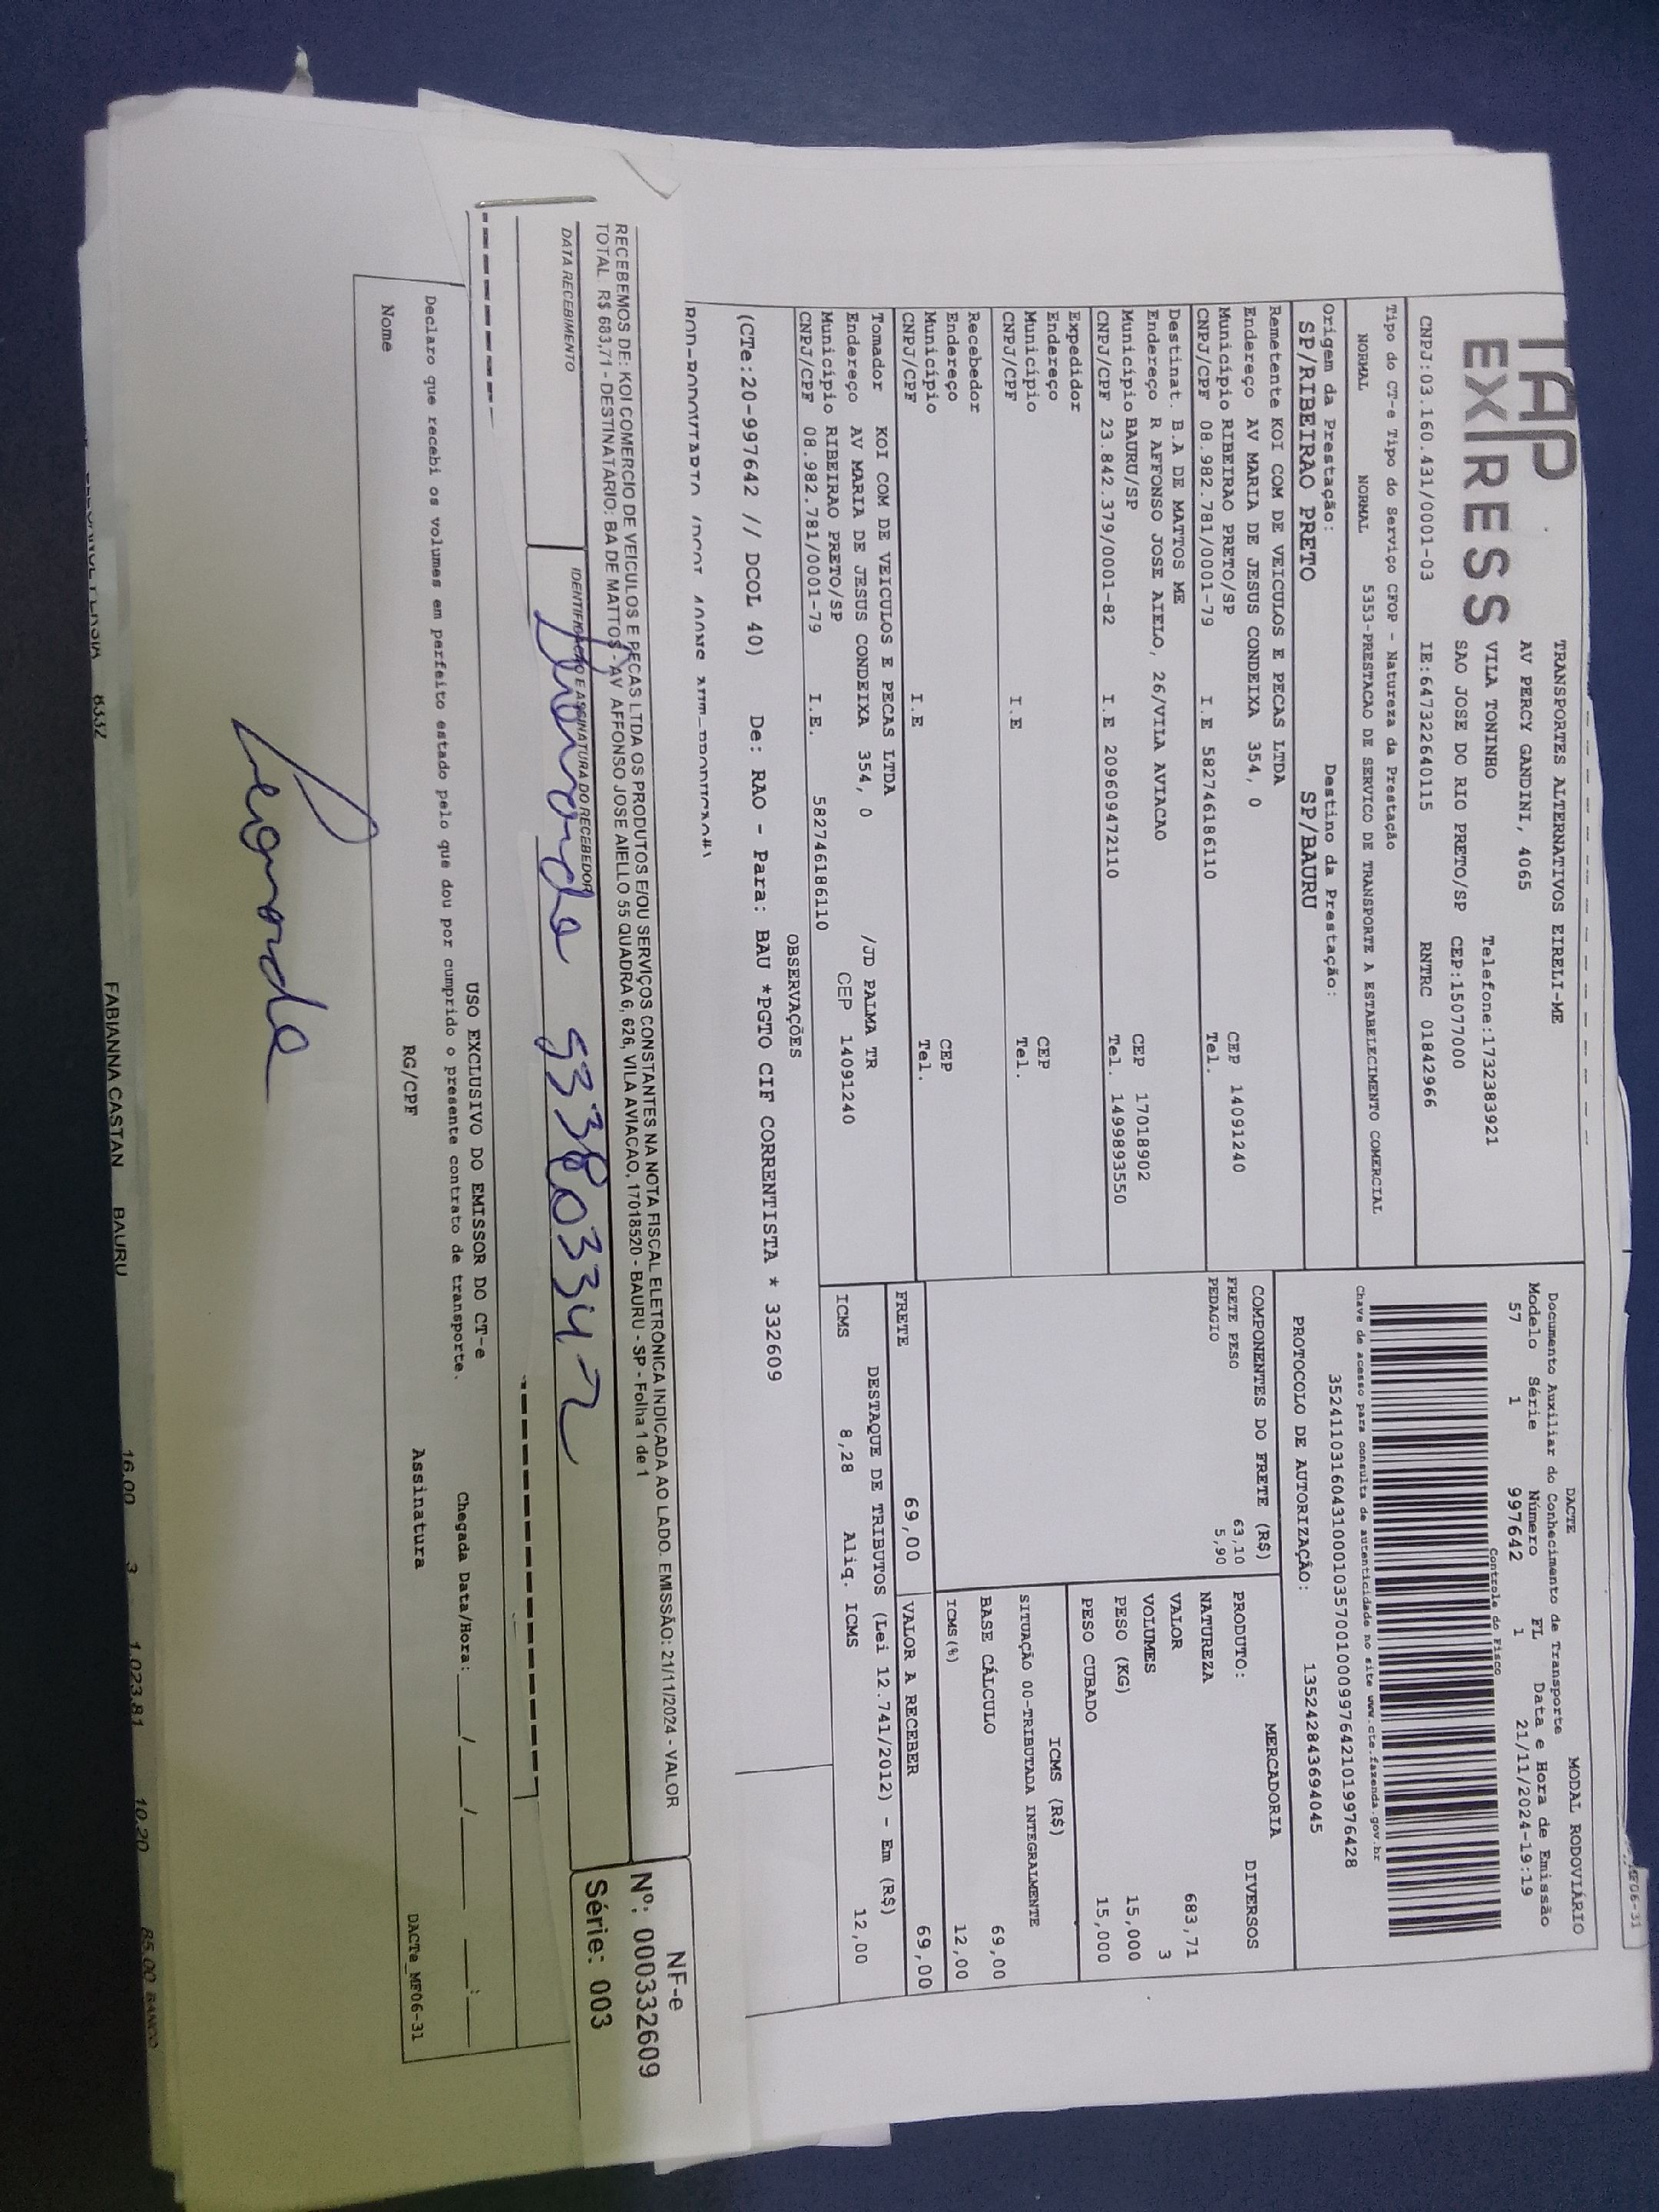 TAP
EXPRESS
TRANSPORTES ALTERNATIVOS EIRELI-ME
AV PERCY GANDINI, 4065
VILA TONINHO Telefone:1732383921
SAO JOSE DO RIO PRETO/SP CEP:15077000
CNPJ:03.160.431/0001-03 IE:647322640115 RNTRC 01842966
DACTE MODAL RODOVIÁRIO
Documento Auxiliar do Conhecimento de Transporte
Modelo Série Número FL Data e Hora de Emissão
57 1 997642 1 21/11/2024-19:19
Controle do Fisco
Chave de acesso para consulta de autenticidade no site www.cte.fazenda.gov.br
35241103160431000103570010009976421019976428
PROTOCOLO DE AUTORIZAÇÃO: 135242843694045
Tipo do CT-e Tipo do Serviço CFOP - Natureza da Prestação
NORMAL NORMAL 5353-PRESTACAO DE SERVICO DE TRANSPORTE A ESTABELECIMENTO COMERCIAL
Origem da Prestação: Destino da Prestação:
SP/RIBEIRAO PRETO SP/BAURU
Remetente KOI COM DE VEICULOS E PECAS LTDA
Endereço AV MARIA DE JESUS CONDEIXA 354, 0
Município RIBEIRAO PRETO/SP CEP 14091240
CNPJ/CPF 08.982.781/0001-79 I.E 582746186110 Tel.
Destinat. B.A DE MATTOS ME
Endereço R AFFONSO JOSE AIELO, 26/VILA AVIACAO
Município BAURU/SP CEP 17018902
CNPJ/CPF 23.842.379/0001-82 I.E 209609472110 Tel. 1499893550
Expedidor
Endereço
Município CEP
CNPJ/CPF I.E Tel.
Recebedor
Endereço
Município CEP
CNPJ/CPF I.E Tel.
Tomador KOI COM DE VEICULOS E PECAS LTDA
Endereço AV MARIA DE JESUS CONDEIXA 354, 0 /JD PALMA TR
Município RIBEIRAO PRETO/SP CEP 14091240
CNPJ/CPF 08.982.781/0001-79 I.E. 582746186110
COMPONENTES DO FRETE (R$)
FRETE PESO 63,10
PEDAGIO 5,90
MERCADORIA
PRODUTO: DIVERSOS
NATUREZA
VALOR 683,71
VOLUMES 3
PESO (KG) 15,000
PESO CUBADO 15,000
ICMS (R$)
SITUAÇÃO 00-TRIBUTADA INTEGRALMENTE
BASE CÁLCULO 69,00
ICMS(%) 12,00
FRETE 69,00 VALOR A RECEBER 69,00
DESTAQUE DE TRIBUTOS (Lei 12.741/2012) - Em (R$)
ICMS 8,28 Aliq. ICMS 12,00
OBSERVAÇÕES
(CTe:20-997642 // DCOL 40) De: RAO - Para: BAU *PGTO CIF CORRENTISTA * 332609
RECEBEMOS DE: KOI COMERCIO DE VEICULOS E PECAS LTDA OS PRODUTOS E/OU SERVIÇOS CONSTANTES NA NOTA FISCAL ELETRÔNICA INDICADA AO LADO. EMISSÃO: 21/11/2024 - VALOR
TOTAL R$ 683,71 - DESTINATÁRIO: BA DE MATTOS - AV AFFONSO JOSE AIELLO 55 QUADRA 6, 626, VILA AVIACAO, 17018520 - BAURU - SP - Folha 1 de 1
DATA RECEBIMENTO IDENTIFICAÇÃO E ASSINATURA DO RECEBEDOR
NF-e
Nº: 000332609
Série: 003
USO EXCLUSIVO DO EMISSOR DO CT-e
Declaro que recebi os volumes em perfeito estado pelo que dou por cumprido o presente contrato de transporte. Chegada Data/Hora:____/____/____ ____:____
Nome RG/CPF Assinatura DACTe_MF06-31
FABIANNA CASTAN BAURU 16,00 3 1.023,81 10,20 85,00 BANCO